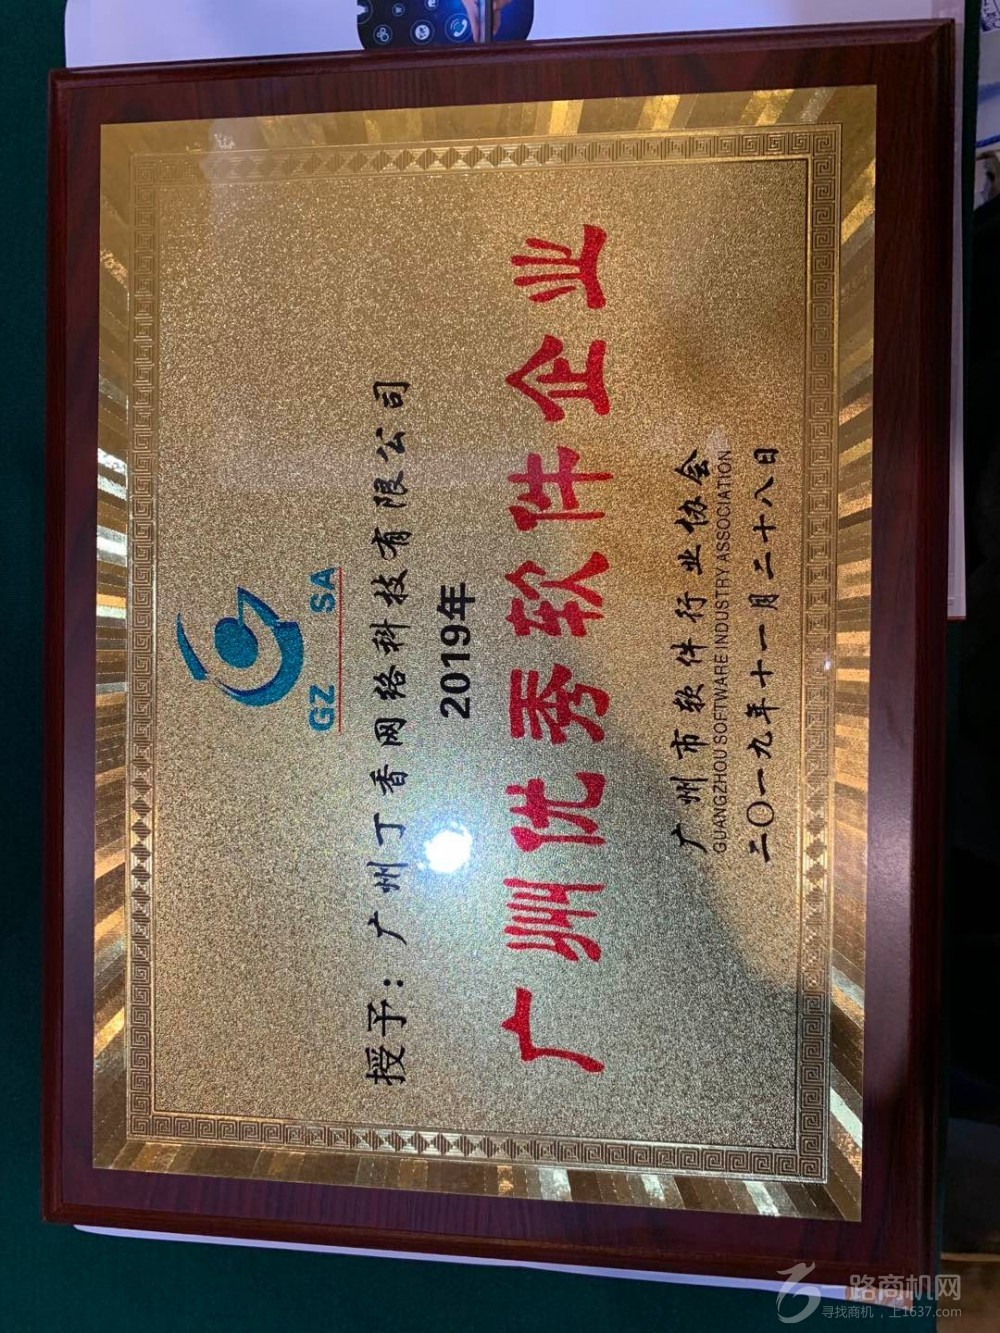 GZ SA
授予：广州丁香网络科技有限公司
2019年
广州优秀软件企业
广州市软件行业协会
GUANGZHOU SOFTWARE INDUSTRY ASSOCIATION
二〇一九年十一月二十八日
一路商机网
寻找商机，上1637.com